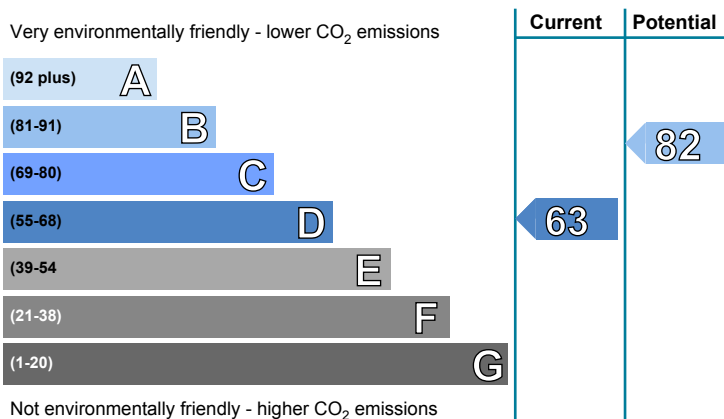 Current Potential
Very environmentally friendly - lower CO2 emissions
(92 plus) A
(81-91) B
82
(69-80) C
(55-68) D 63
(39-54 E
(21-38) F
(1-20) G
Not environmentally friendly - higher CO2 emissions